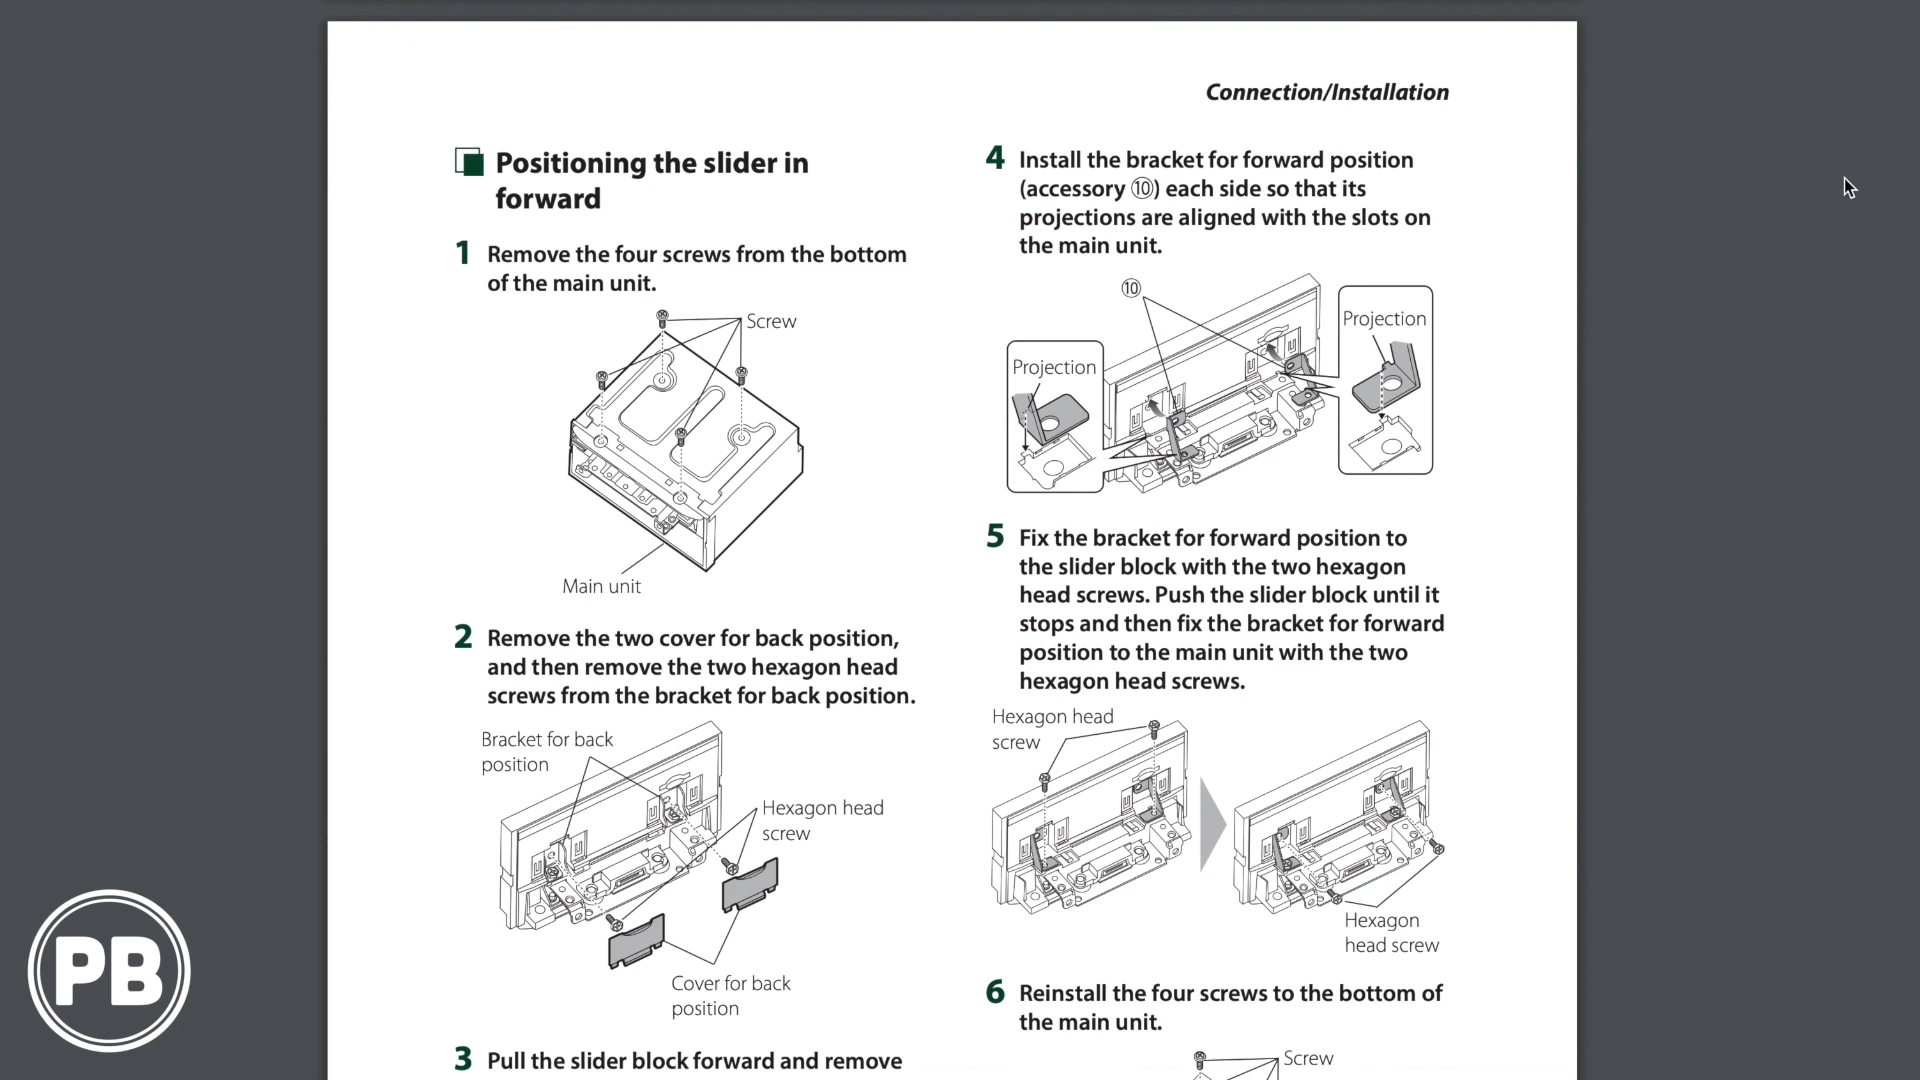 Connection/Installation
Positioning the slider in
forward
1 Remove the four screws from the bottom
of the main unit.
Screw
Main unit
2 Remove the two cover for back position,
and then remove the two hexagon head
screws from the bracket for back position.
Bracket for back
position
Hexagon head
screw
Cover for back
position
3 Pull the slider block forward and remove
4 Install the bracket for forward position
(accessory ⑩) each side so that its
projections are aligned with the slots on
the main unit.
⑩
Projection
Projection
5 Fix the bracket for forward position to
the slider block with the two hexagon
head screws. Push the slider block until it
stops and then fix the bracket for forward
position to the main unit with the two
hexagon head screws.
Hexagon head
screw
Hexagon
head screw
6 Reinstall the four screws to the bottom of
the main unit.
Screw
PB